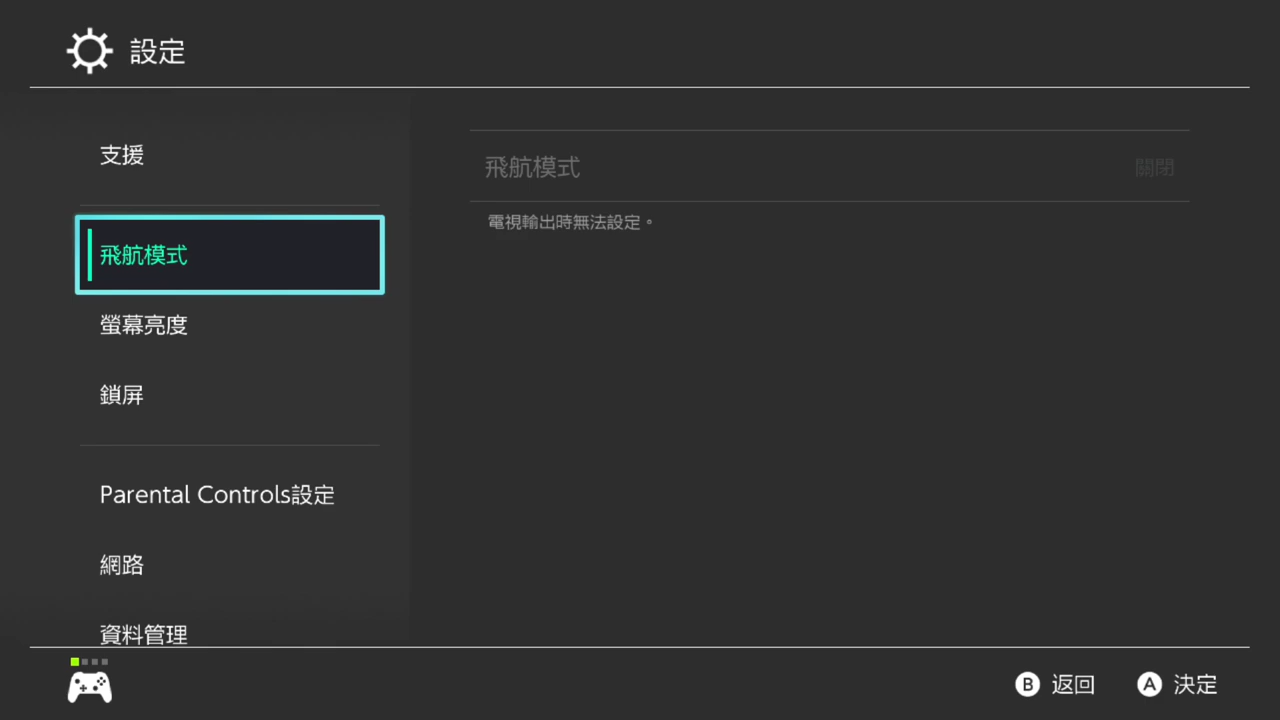 設定
支援
飛航模式
螢幕亮度
鎖屏
Parental Controls設定
網路
資料管理
飛航模式
關閉
電視輸出時無法設定。
B 返回
A 決定